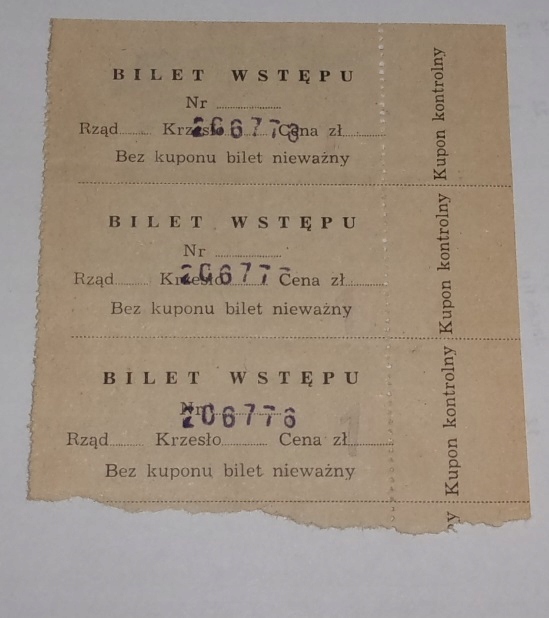 BILET WSTĘPU
Nr
206778
Rząd Krzesło Cena zł
Bez kuponu bilet nieważny
Kupon kontrolny
BILET WSTĘPU
Nr
206777
Rząd Krzesło Cena zł
Bez kuponu bilet nieważny
Kupon kontrolny
BILET WSTĘPU
Nr
206776
Rząd Krzesło Cena zł
Bez kuponu bilet nieważny
Kupon kontrolny
ny